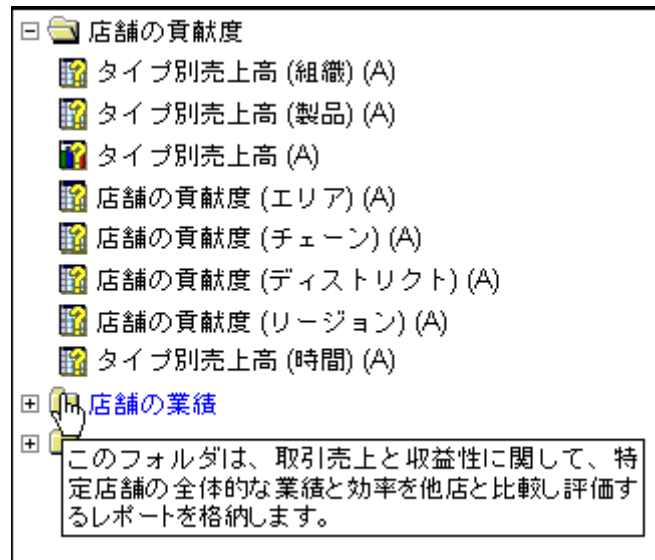 店舗の貢献度
タイプ別売上高 (組織) (A)
タイプ別売上高 (製品) (A)
タイプ別売上高 (A)
店舗の貢献度 (エリア) (A)
店舗の貢献度 (チェーン) (A)
店舗の貢献度 (ディストリクト) (A)
店舗の貢献度 (リージョン) (A)
タイプ別売上高 (時間) (A)
店舗の業績
このフォルダは、取引売上と収益性に関して、特
定店舗の全体的な業績と効率を他店と比較し評価す
るレポートを格納します。